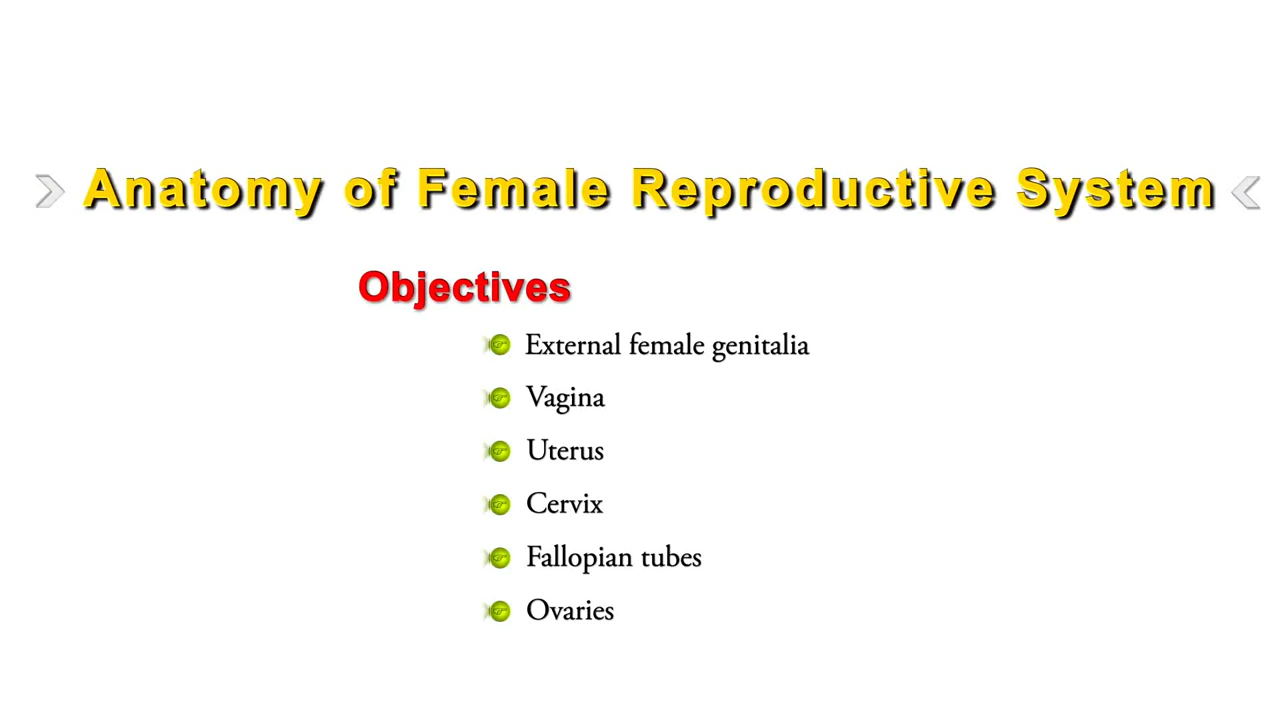 Anatomy of Female Reproductive System
Objectives
External female genitalia
Vagina
Uterus
Cervix
Fallopian tubes
Ovaries